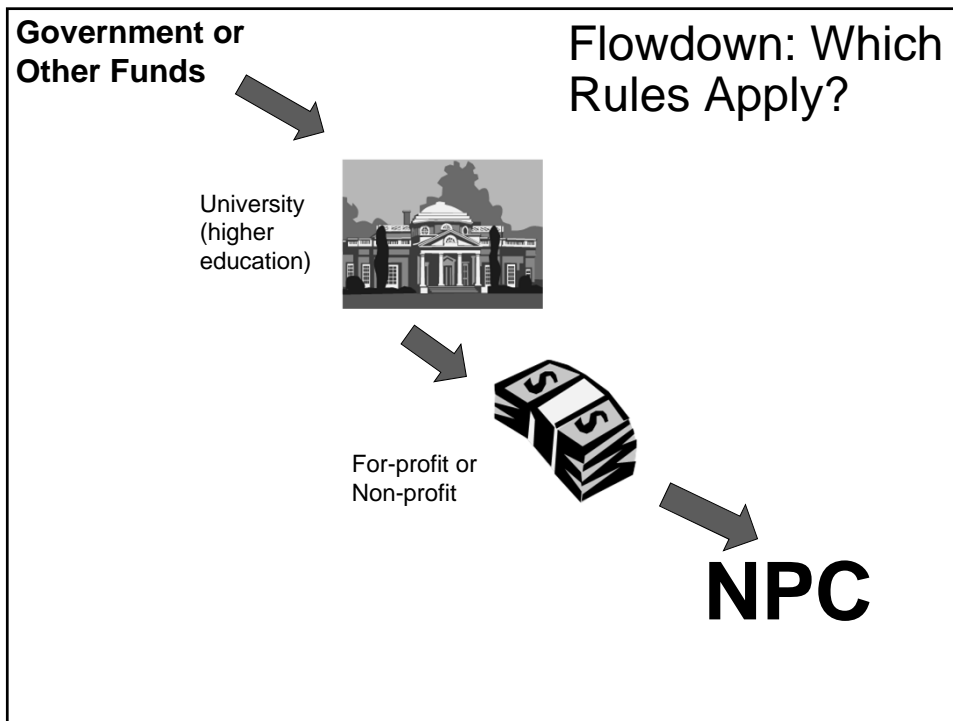 Government or
Other Funds
Flowdown: Which
Rules Apply?
University
(higher
education)
$
$
For-profit or
Non-profit
NPC